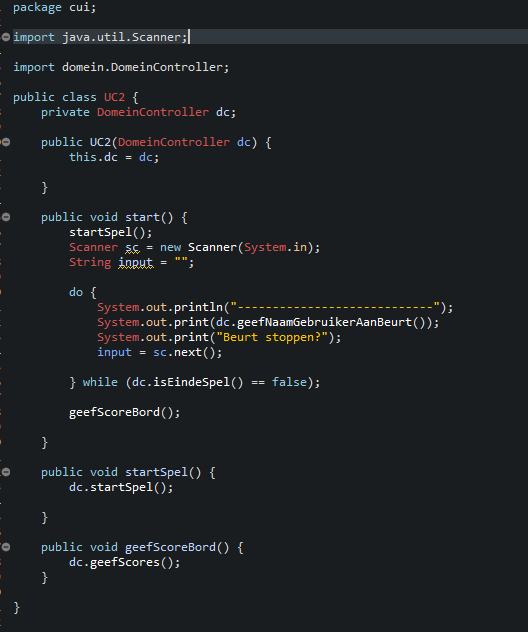 package cui;
import java.util.Scanner;
import domein.DomeinController;
public class UC2 {
private DomeinController dc;
public UC2(DomeinController dc) {
this.dc = dc;
}
public void start() {
startSpel();
Scanner sc = new Scanner(System.in);
String input = "";
do {
System.out.println("----------------------------");
System.out.print(dc.geefNaamGebruikerAanBeurt());
System.out.print("Beurt stoppen?");
input = sc.next();
} while (dc.isEindeSpel() == false);
geefScoreBord();
}
public void startSpel() {
dc.startSpel();
}
public void geefScoreBord() {
dc.geefScores();
}
}